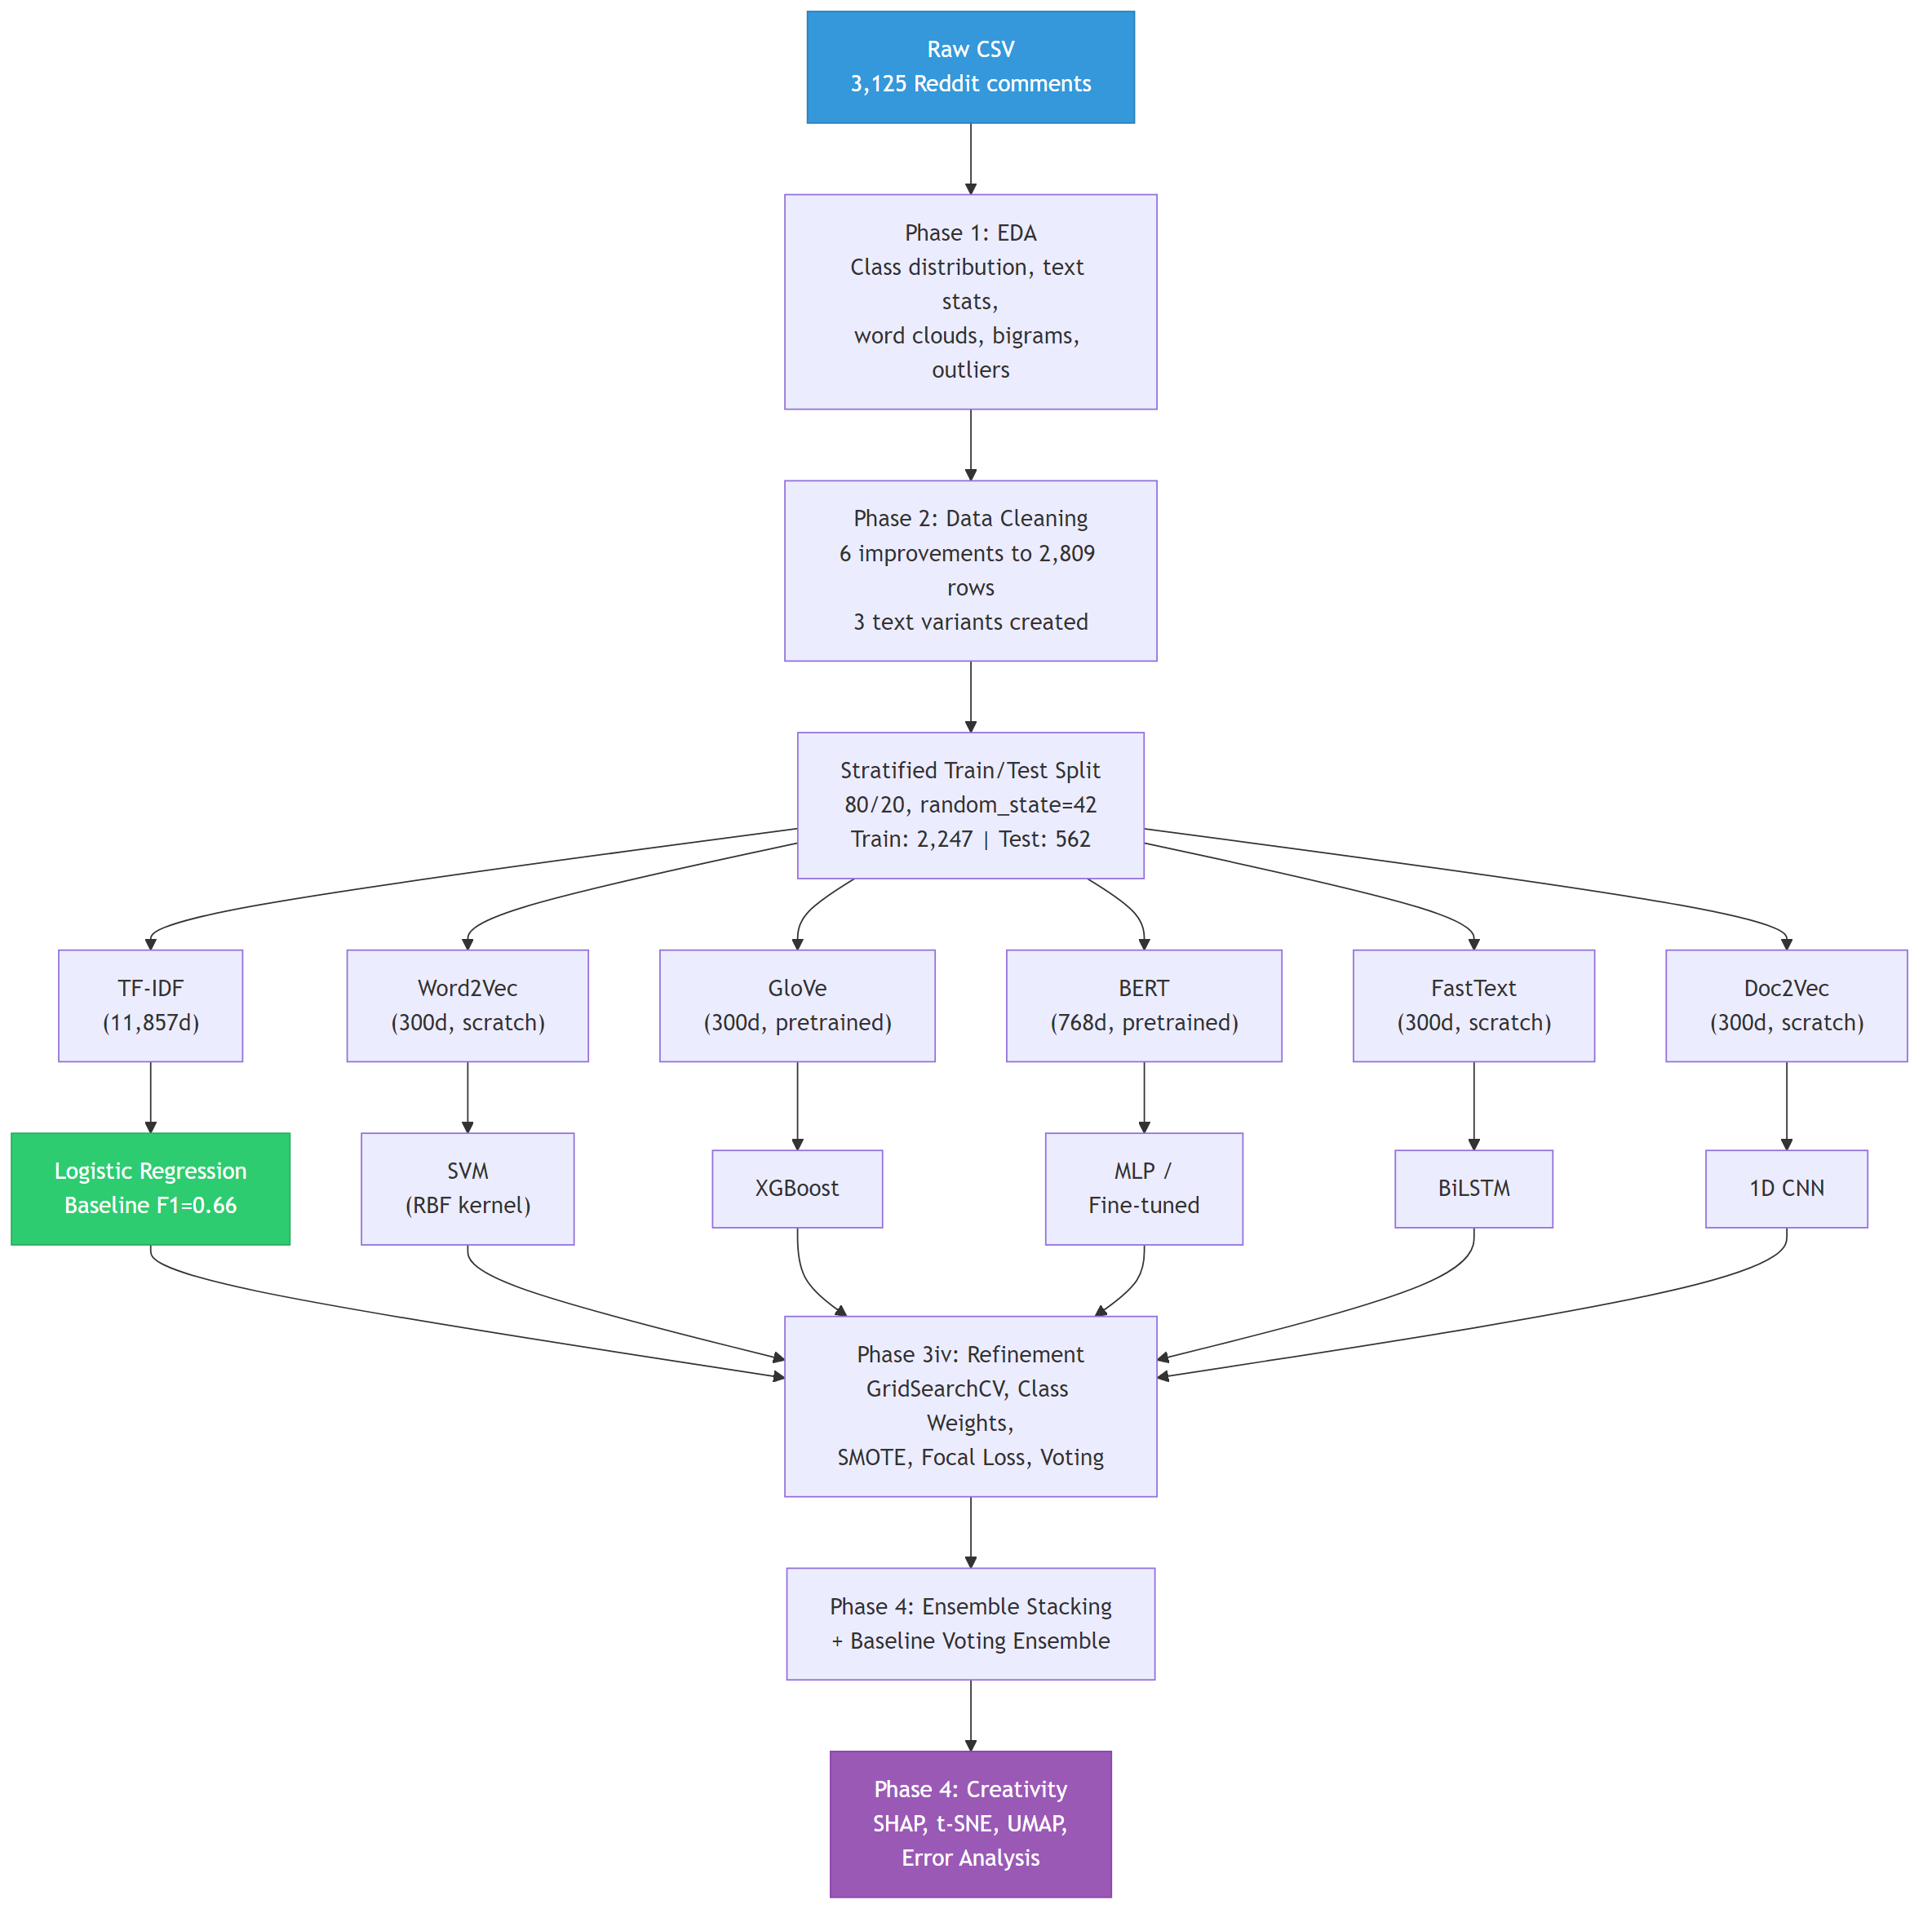 Raw CSV
3,125 Reddit comments
Phase 1: EDA
Class distribution, text
stats,
word clouds, bigrams,
outliers
Phase 2: Data Cleaning
6 improvements to 2,809
rows
3 text variants created
Stratified Train/Test Split
80/20, random_state=42
Train: 2,247 | Test: 562
TF-IDF
(11,857d)
Word2Vec
(300d, scratch)
GloVe
(300d, pretrained)
BERT
(768d, pretrained)
FastText
(300d, scratch)
Doc2Vec
(300d, scratch)
Logistic Regression
Baseline F1=0.66
SVM
(RBF kernel)
XGBoost
MLP /
Fine-tuned
BiLSTM
1D CNN
Phase 3iv: Refinement
GridSearchCV, Class
Weights,
SMOTE, Focal Loss, Voting
Phase 4: Ensemble Stacking
+ Baseline Voting Ensemble
Phase 4: Creativity
SHAP, t-SNE, UMAP,
Error Analysis